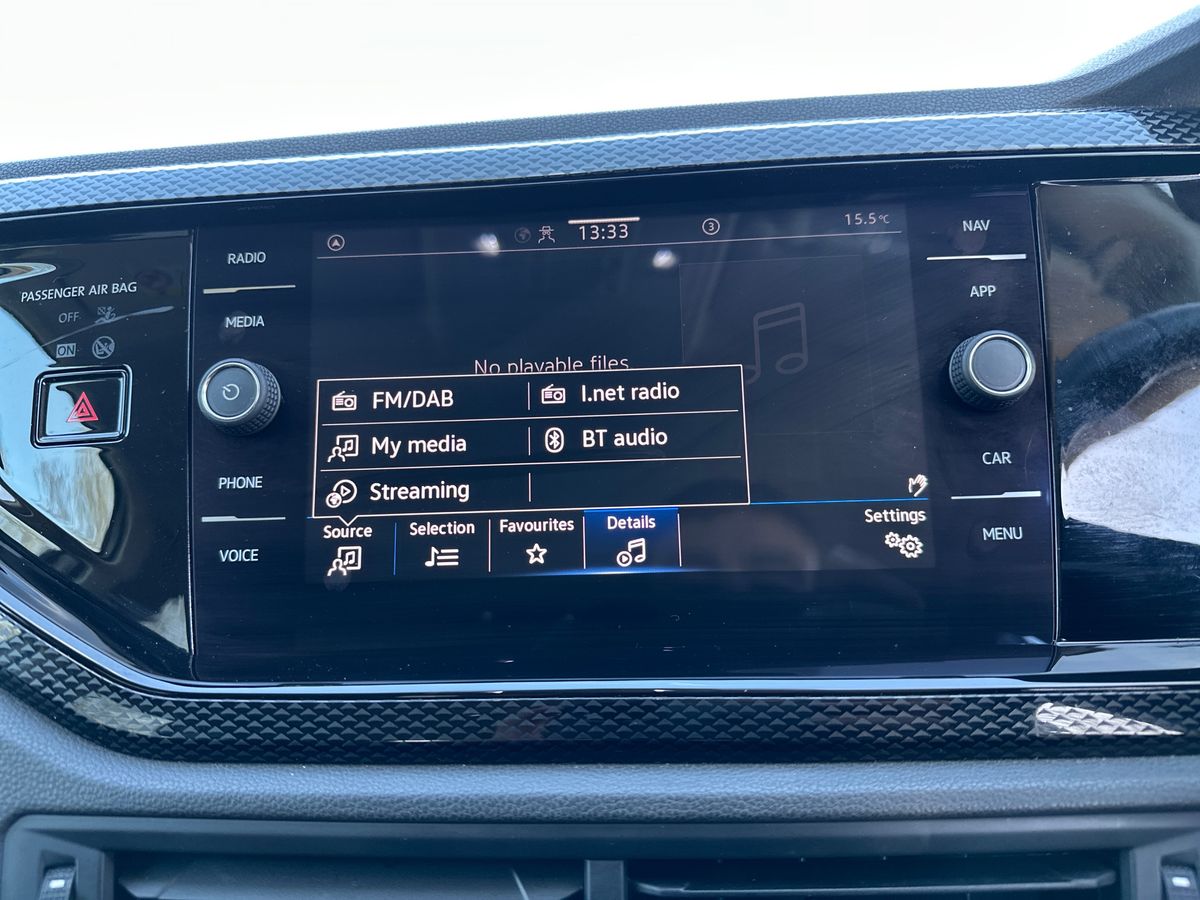 13:33
3
15.5°C
PASSENGER AIR BAG
OFF
ON
RADIO
MEDIA
PHONE
VOICE
No playable files.
FM/DAB
I.net radio
My media
BT audio
Streaming
Source
Selection
Favourites
Details
Settings
NAV
APP
CAR
MENU